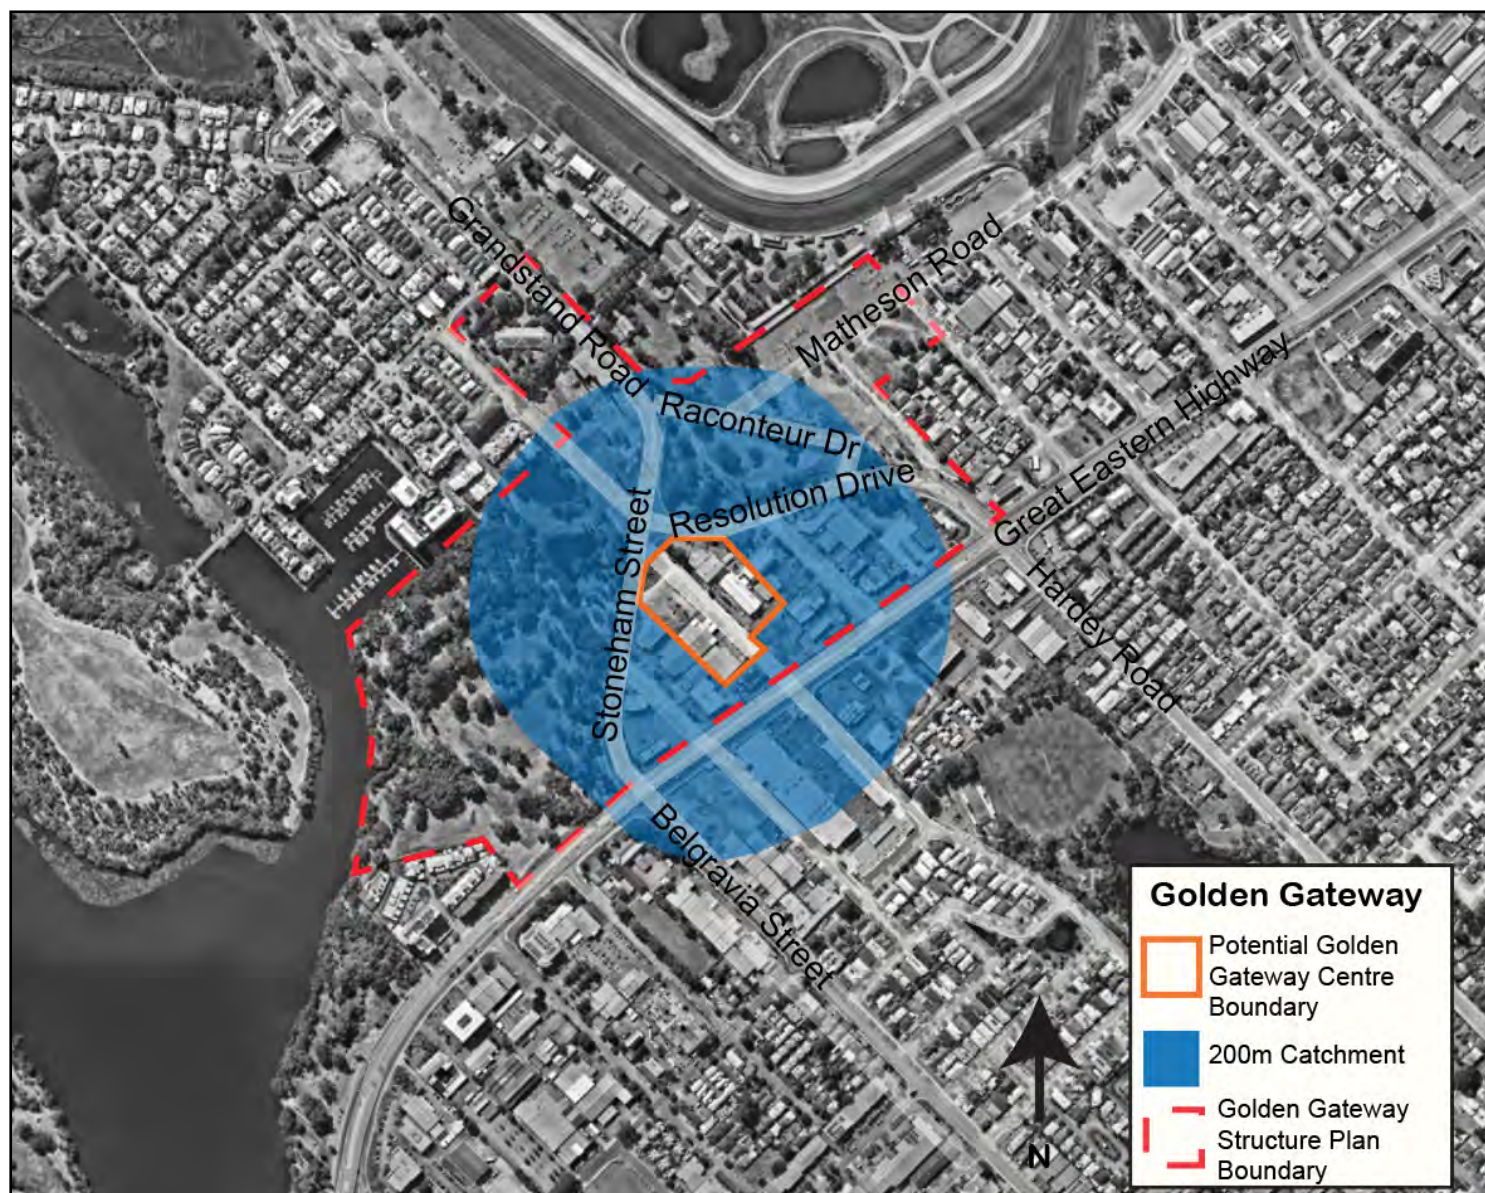 Grandstand Road
Matheson Road
Raconteur Dr
Resolution Drive
Great Eastern Highway
Stoneham Street
Hardey Road
Belgravia Street
Golden Gateway
Potential Golden
Gateway Centre
Boundary
200m Catchment
Golden Gateway
Structure Plan
Boundary
N